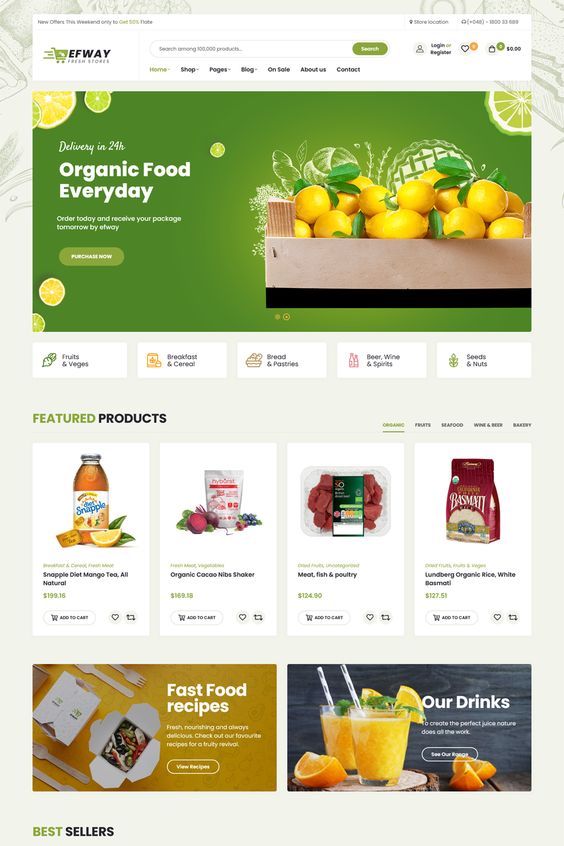 New Offers This Weekend only to Get 50% Flate
Store location
(+048) - 1800 33 689
EFWAY
FRESH STORES
Search among 100,000 products...
Search
Login or
Register
0
0
$0.00
Home
Shop
Pages
Blog
On Sale
About us
Contact
Delivery in 24h
Organic Food
Everyday
Order today and receive your package
tomorrow by efway
PURCHASE NOW
Fruits
& Veges
Breakfast
& Cereal
Bread
& Pastries
Beer, Wine
& Spirits
Seeds
& Nuts
FEATURED PRODUCTS
ORGANIC
FRUITS
SEAFOOD
WINE & BEER
BAKERY
diet Snapple
hybarst
SO
organic
CALIFORNIA
BASMATI
Breakfast & Cereal, Fresh Meat
Snapple Diet Mango Tea, All
Natural
$199.16
ADD TO CART
Fresh Meat, Vegetables
Organic Cacao Nibs Shaker
$169.18
ADD TO CART
Dried Fruits, Uncategorized
Meat, fish & poultry
$124.90
ADD TO CART
Dried Fruits, Fruits & Veges
Lundberg Organic Rice, White
Basmati
$127.51
ADD TO CART
EFWAY
Fast Food
recipes
Fresh, nourishing and always
delicious. Check out our favourite
recipes for a fruity revival.
View Recipes
Our Drinks
To create the perfect juice nature
does all the work.
See Our Range
BEST SELLERS